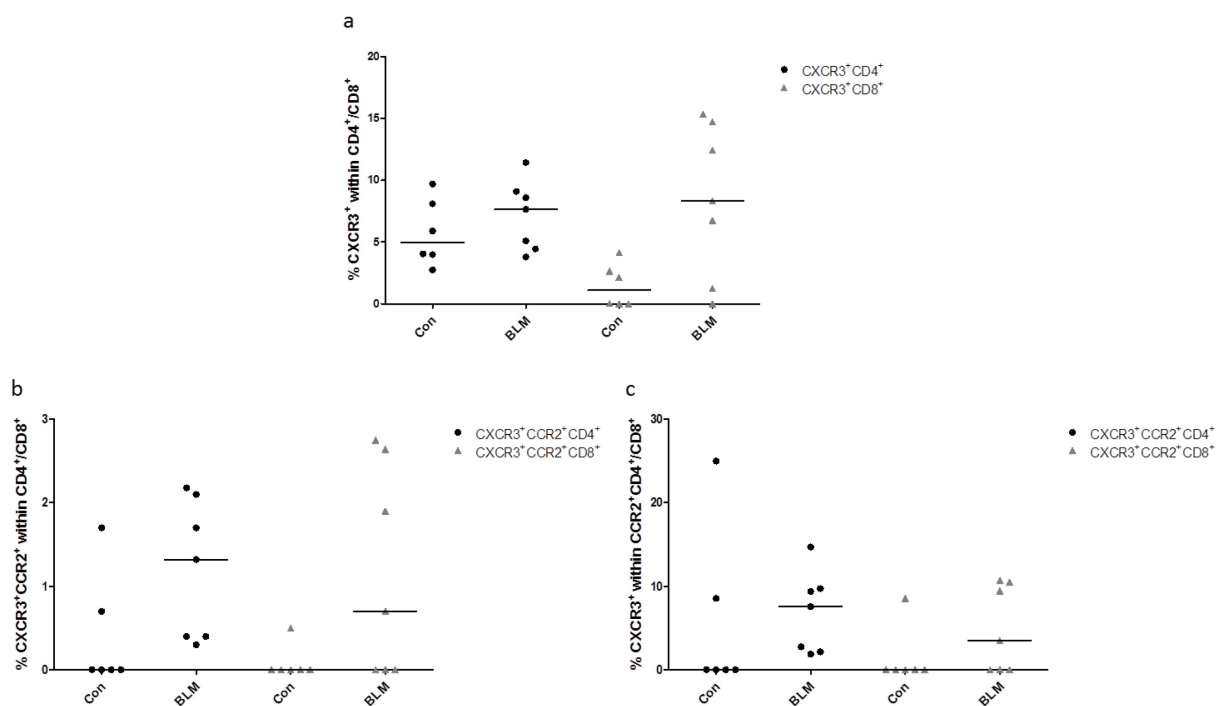 a
% CXCR3⁺ within CD4⁺/CD8⁺
20
15
10
5
0
Con
BLM
Con
BLM
CXCR3⁺CD4⁺
CXCR3⁺CD8⁺
b
% CXCR3⁺CCR2⁺ within CD4⁺/CD8⁺
3
2
1
0
Con
BLM
Con
BLM
CXCR3⁺CCR2⁺CD4⁺
CXCR3⁺CCR2⁺CD8⁺
c
% CXCR3⁺ within CCR2⁺CD4⁺/CD8⁺
30
20
10
0
Con
BLM
Con
BLM
CXCR3⁺CCR2⁺CD4⁺
CXCR3⁺CCR2⁺CD8⁺